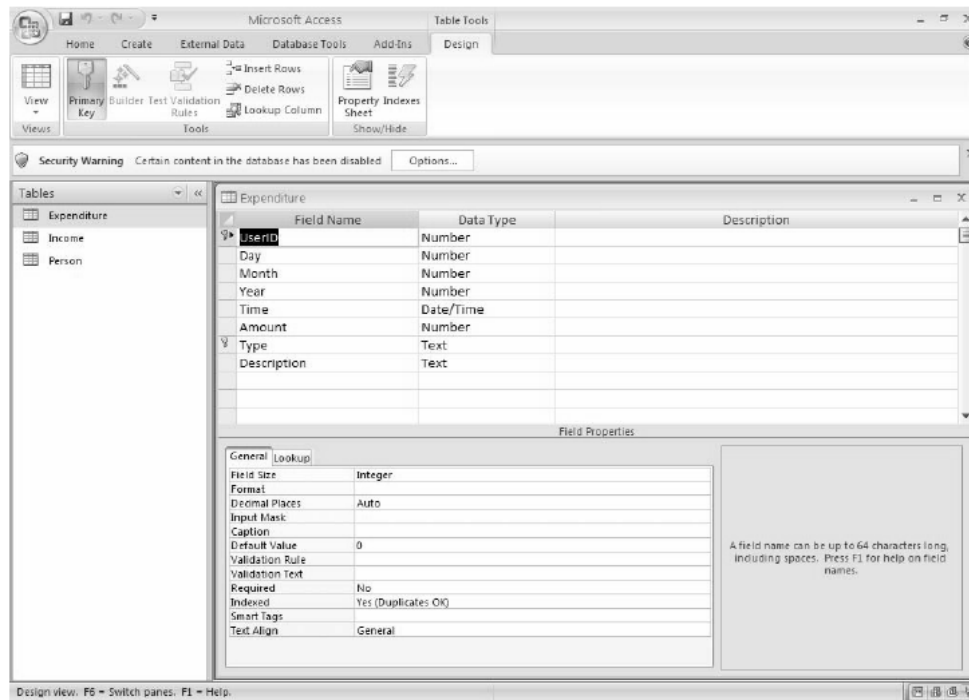 Microsoft Access
Table Tools
Home Create External Data Database Tools Add-Ins Design
View
Primary Key
Builder
Test Validation Rules
Insert Rows
Delete Rows
Lookup Column
Property Sheet
Indexes
Views
Tools
Show/Hide
Security Warning Certain content in the database has been disabled Options...
Tables
Expenditure
Income
Person
Expenditure
Field Name Data Type Description
UserID Number
Day Number
Month Number
Year Number
Time Date/Time
Amount Number
Type Text
Description Text
Field Properties
General Lookup
Field Size Integer
Format
Decimal Places Auto
Input Mask
Caption
Default Value 0
Validation Rule
Validation Text
Required No
Indexed Yes (Duplicates OK)
Smart Tags
Text Align General
A field name can be up to 64 characters long,
including spaces. Press F1 for help on field
names.
Design view. F6 = Switch panes. F1 = Help.